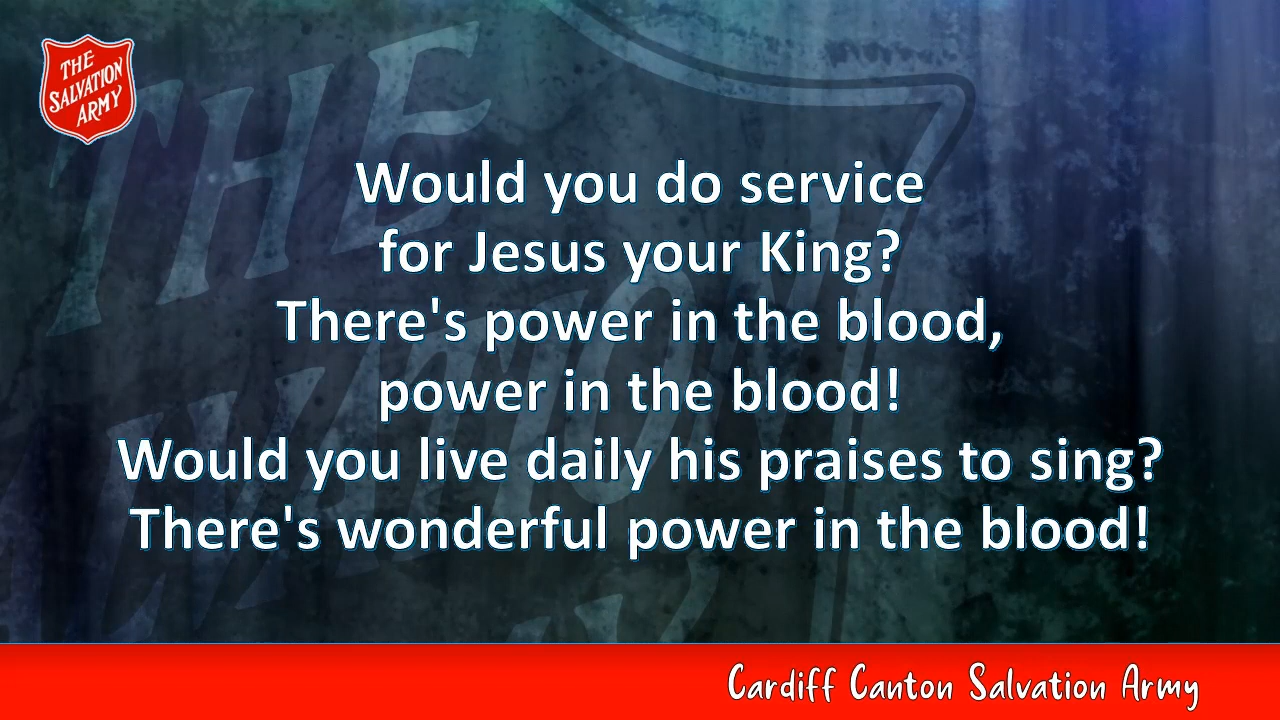 THE
SALVATION
ARMY
Would you do service
for Jesus your King?
There's power in the blood,
power in the blood!
Would you live daily his praises to sing?
There's wonderful power in the blood!
Cardiff Canton Salvation Army